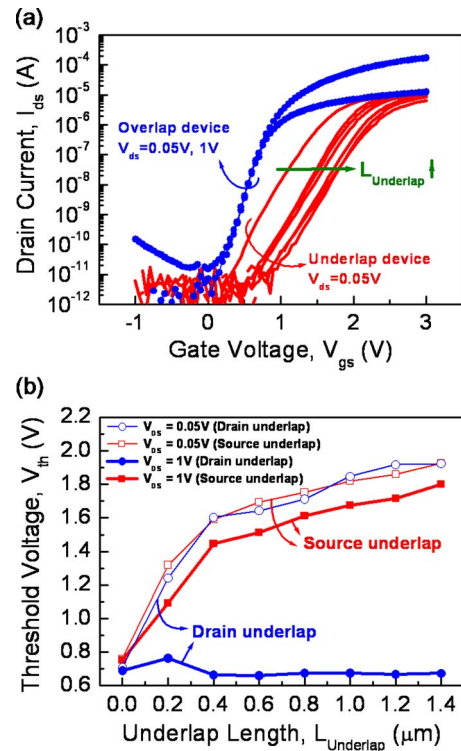 (a)
Drain Current, I_ds (A)
10^-3
10^-4
10^-5
10^-6
10^-7
10^-8
10^-9
10^-10
10^-11
10^-12
Overlap device
V_ds=0.05V, 1V
L_Underlap
Underlap device
V_ds=0.05V
-1 0 1 2 3
Gate Voltage, V_gs (V)
(b)
Threshold Voltage, V_th (V)
2.2
2.0
1.8
1.6
1.4
1.2
1.0
0.8
0.6
V_DS = 0.05V (Drain underlap)
V_DS = 0.05V (Source underlap)
V_DS = 1V (Drain underlap)
V_DS = 1V (Source underlap)
Source underlap
Drain underlap
0.0 0.2 0.4 0.6 0.8 1.0 1.2 1.4
Underlap Length, L_Underlap (μm)